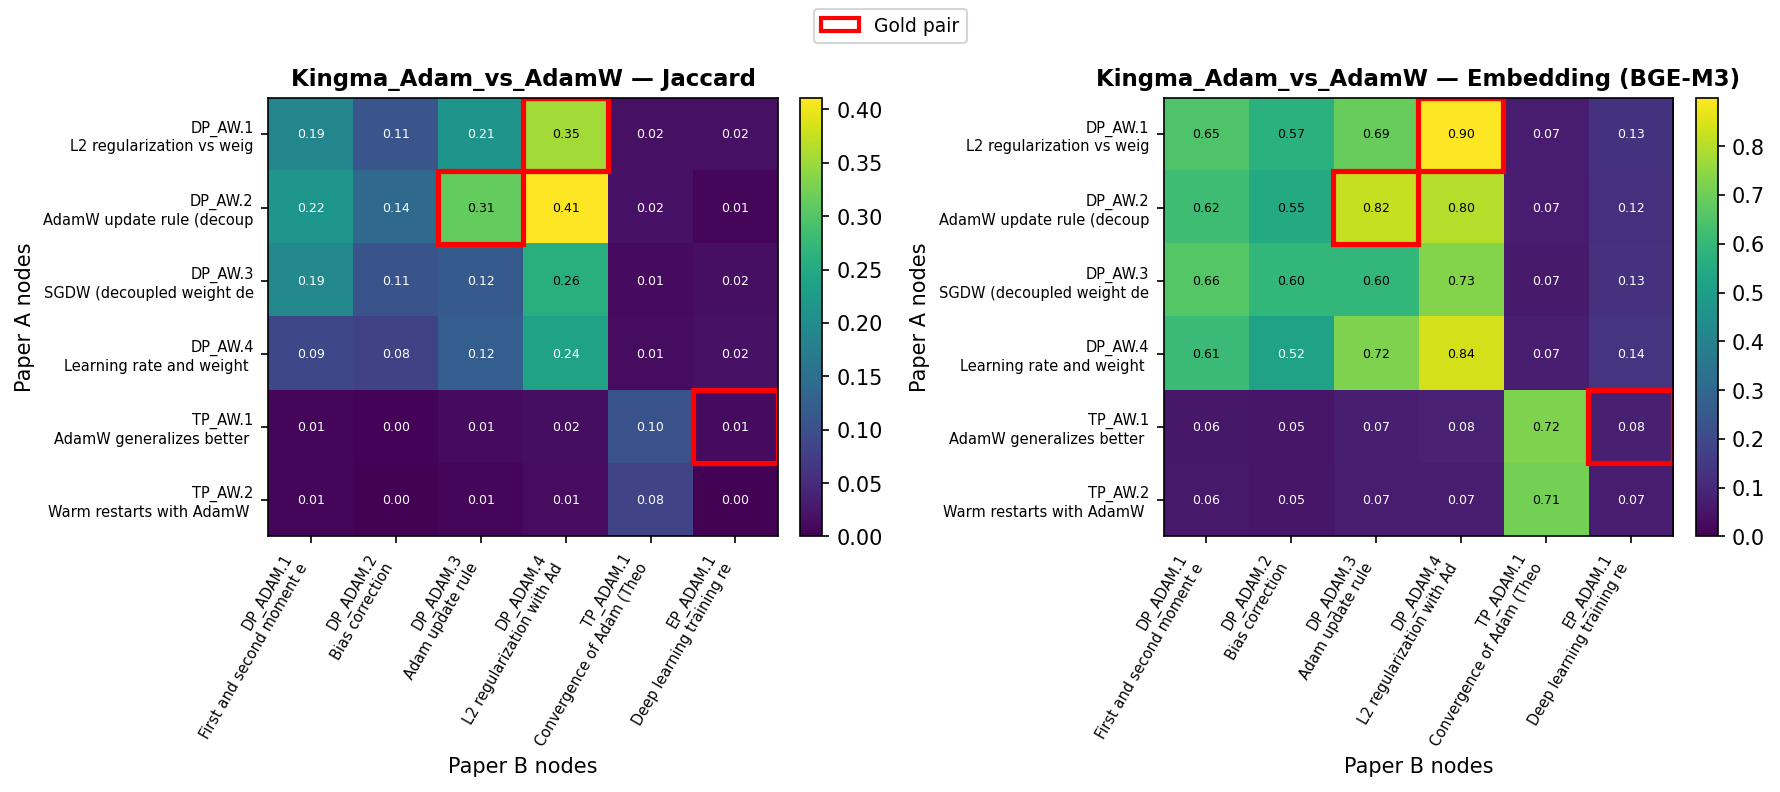 Gold pair
Kingma_Adam_vs_AdamW — Jaccard
Paper A nodes
DP_AW.1
L2 regularization vs weig
DP_AW.2
AdamW update rule (decoup
DP_AW.3
SGDW (decoupled weight de
DP_AW.4
Learning rate and weight
TP_AW.1
AdamW generalizes better
TP_AW.2
Warm restarts with AdamW
0.19 0.11 0.21 0.35 0.02 0.02
0.22 0.14 0.31 0.41 0.02 0.01
0.19 0.11 0.12 0.26 0.01 0.02
0.09 0.08 0.12 0.24 0.01 0.02
0.01 0.00 0.01 0.02 0.10 0.01
0.01 0.00 0.01 0.01 0.08 0.00
0.40
0.35
0.30
0.25
0.20
0.15
0.10
0.05
0.00
DP_ADAM.1
First and second moment e
DP_ADAM.2
Bias correction
DP_ADAM.3
Adam update rule
DP_ADAM.4
L2 regularization with Ad
TP_ADAM.1
Convergence of Adam (Theo
EP_ADAM.1
Deep learning training re
Paper B nodes
Kingma_Adam_vs_AdamW — Embedding (BGE-M3)
Paper A nodes
DP_AW.1
L2 regularization vs weig
DP_AW.2
AdamW update rule (decoup
DP_AW.3
SGDW (decoupled weight de
DP_AW.4
Learning rate and weight
TP_AW.1
AdamW generalizes better
TP_AW.2
Warm restarts with AdamW
0.65 0.57 0.69 0.90 0.07 0.13
0.62 0.55 0.82 0.80 0.07 0.12
0.66 0.60 0.60 0.73 0.07 0.13
0.61 0.52 0.72 0.84 0.07 0.14
0.06 0.05 0.07 0.08 0.72 0.08
0.06 0.05 0.07 0.07 0.71 0.07
0.8
0.7
0.6
0.5
0.4
0.3
0.2
0.1
0.0
DP_ADAM.1
First and second moment e
DP_ADAM.2
Bias correction
DP_ADAM.3
Adam update rule
DP_ADAM.4
L2 regularization with Ad
TP_ADAM.1
Convergence of Adam (Theo
EP_ADAM.1
Deep learning training re
Paper B nodes